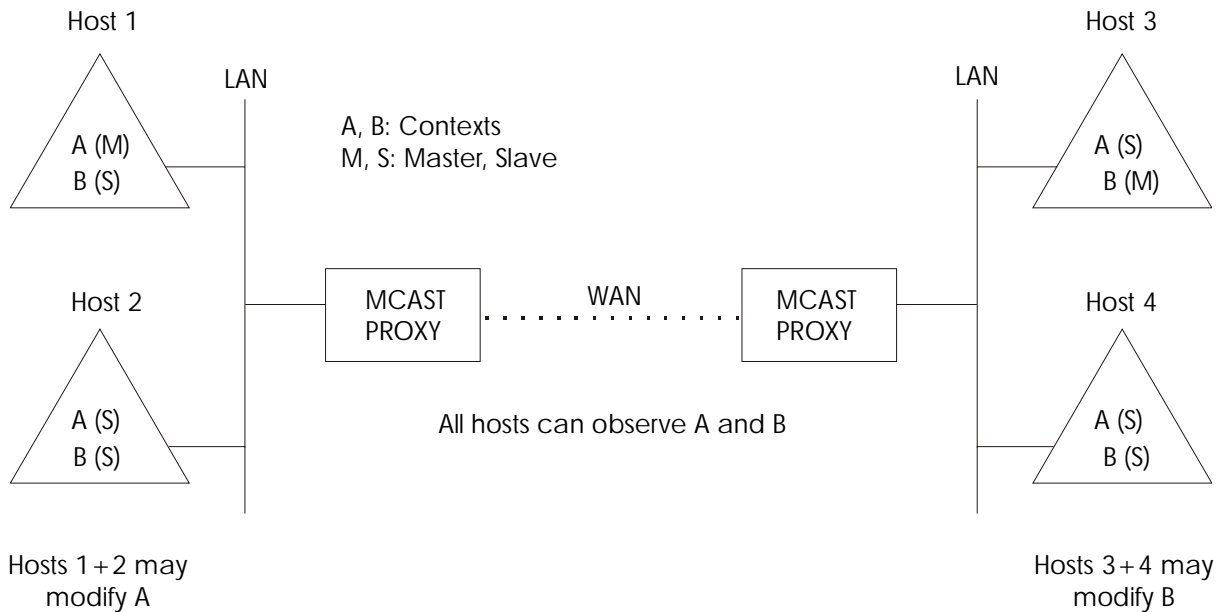 Host 1
LAN
A (M)
B (S)
A, B: Contexts
M, S: Master, Slave
Host 2
A (S)
B (S)
MCAST
PROXY
WAN
MCAST
PROXY
All hosts can observe A and B
Host 3
LAN
A (S)
B (M)
Host 4
A (S)
B (S)
Hosts 1+2 may
modify A
Hosts 3+4 may
modify B